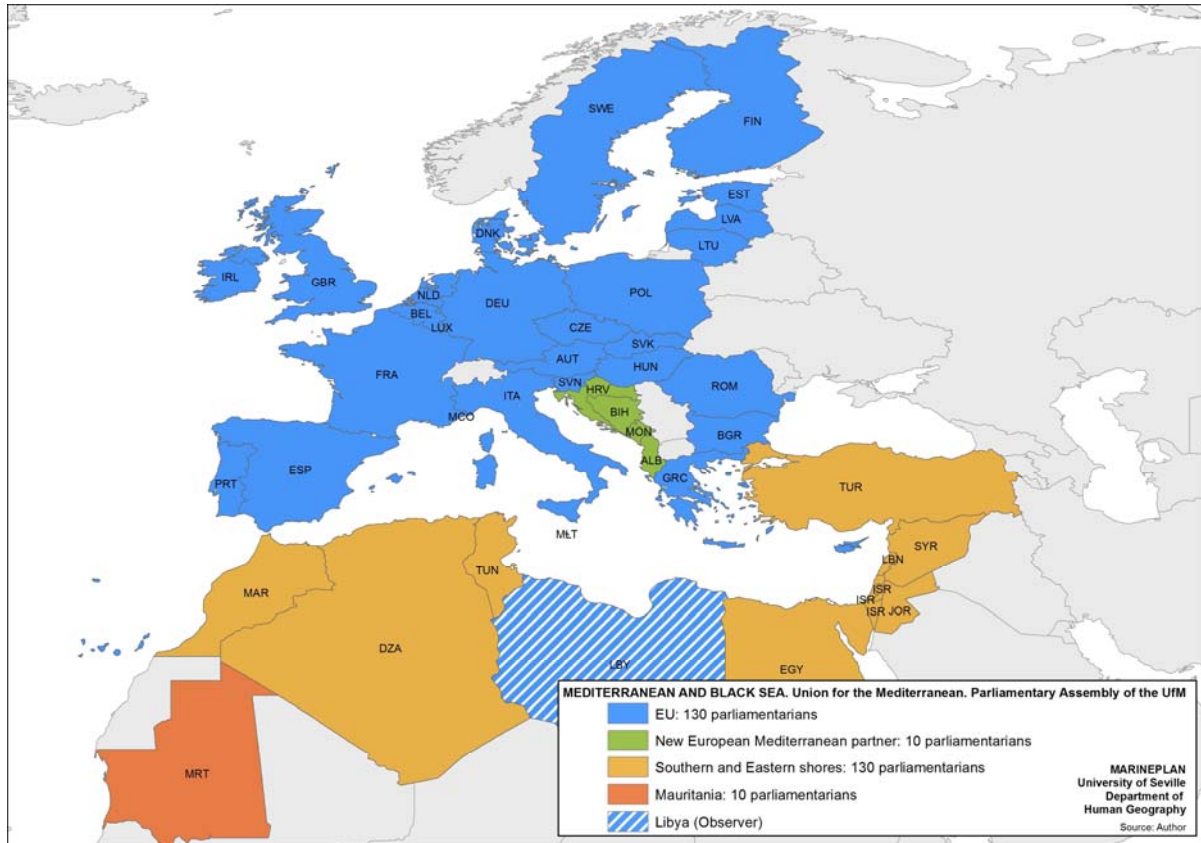 SWE
FIN
EST
LVA
DNK
LTU
IRL
GBR
NLD
DEU
POL
BEL
LUX
CZE
SVK
AUT
HUN
FRA
SVN
HRV
ROM
ITA
BIH
MCO
MON
BGR
ALB
ESP
PRT
GRC
TUR
MLT
SYR
LBN
TUN
MAR
ISR
ISR
ISR
JOR
DZA
LBY
EGY
MRT
MEDITERRANEAN AND BLACK SEA. Union for the Mediterranean. Parliamentary Assembly of the UfM
EU: 130 parliamentarians
New European Mediterranean partner: 10 parliamentarians
Southern and Eastern shores: 130 parliamentarians
Mauritania: 10 parliamentarians
Libya (Observer)
MARINEPLAN
University of Seville
Department of
Human Geography
Source: Author